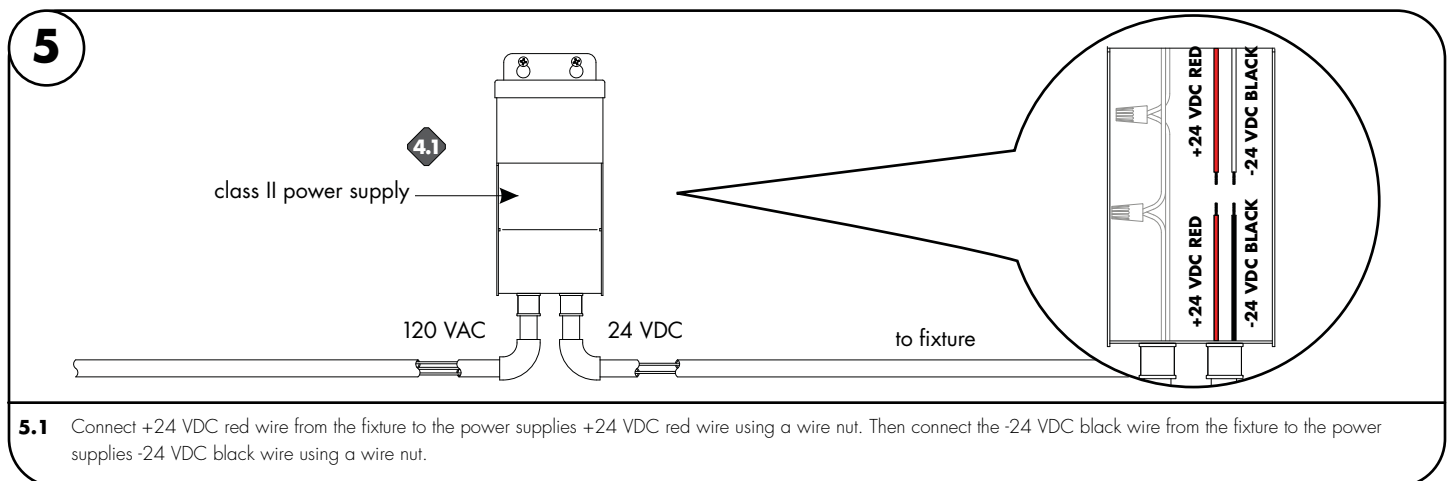 5
4.1
class II power supply
120 VAC
24 VDC
to fixture
+24 VDC RED
-24 VDC BLACK
+24 VDC RED
-24 VDC BLACK
5.1 Connect +24 VDC red wire from the fixture to the power supplies +24 VDC red wire using a wire nut. Then connect the -24 VDC black wire from the fixture to the power
supplies -24 VDC black wire using a wire nut.